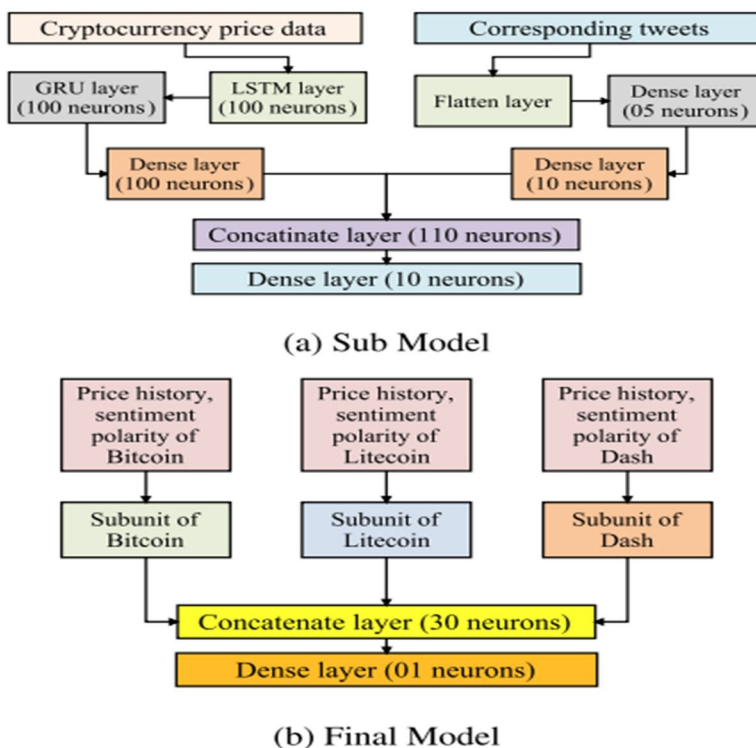 Cryptocurrency price data
Corresponding tweets
GRU layer
(100 neurons)
LSTM layer
(100 neurons)
Flatten layer
Dense layer
(05 neurons)
Dense layer
(100 neurons)
Dense layer
(10 neurons)
Concatinate layer (110 neurons)
Dense layer (10 neurons)
(a) Sub Model
Price history,
sentiment
polarity of
Bitcoin
Price history,
sentiment
polarity of
Litecoin
Price history,
sentiment
polarity of
Dash
Subunit of
Bitcoin
Subunit of
Litecoin
Subunit of
Dash
Concatenate layer (30 neurons)
Dense layer (01 neurons)
(b) Final Model